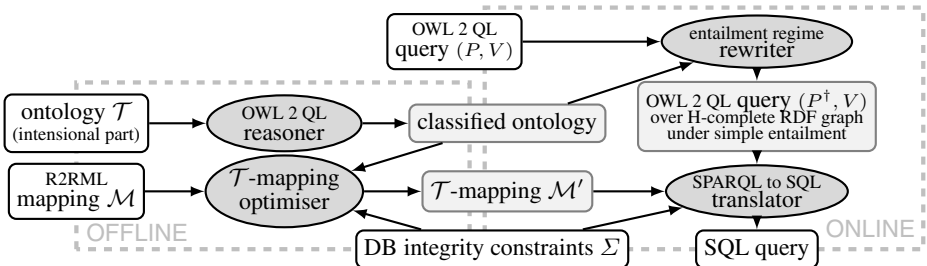 OWL 2 QL
query (P, V)
entailment regime
rewriter
ontology 𝒯
(intensional part)
OWL 2 QL
reasoner
classified ontology
OWL 2 QL query (P†, V)
over H-complete RDF graph
under simple entailment
R2RML
mapping ℳ
𝒯-mapping
optimiser
𝒯-mapping ℳ′
SPARQL to SQL
translator
OFFLINE
DB integrity constraints Σ
SQL query
ONLINE